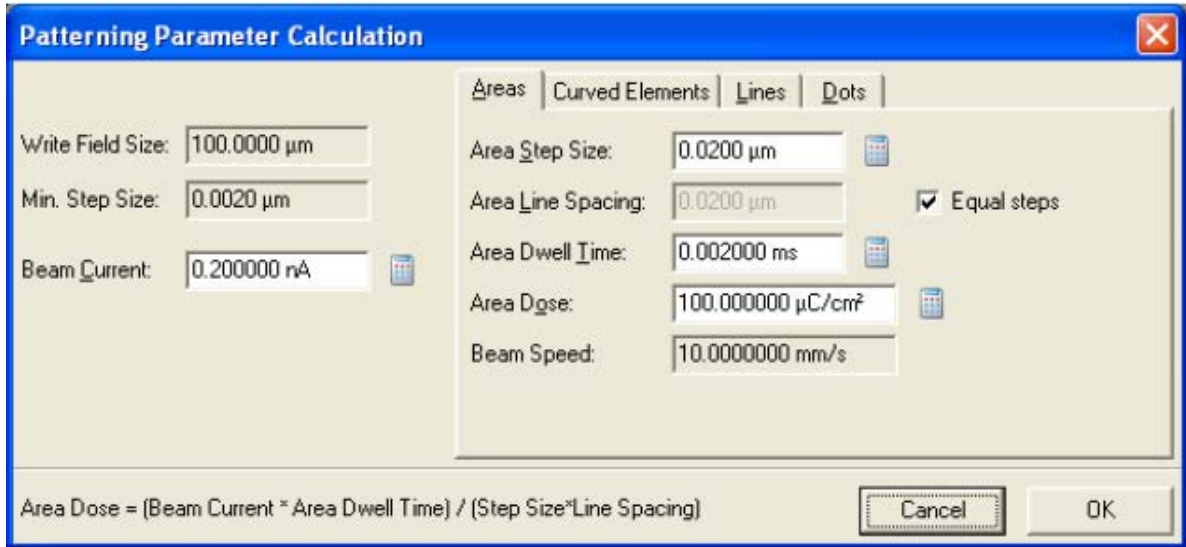 Patterning Parameter Calculation
Areas Curved Elements Lines Dots
Write Field Size: 100.0000 µm
Min. Step Size: 0.0020 µm
Beam Current: 0.200000 nA
Area Step Size: 0.0200 µm
Area Line Spacing: 0.0200 µm Equal steps
Area Dwell Time: 0.002000 ms
Area Dose: 100.000000 µC/cm²
Beam Speed: 10.0000000 mm/s
Area Dose = (Beam Current * Area Dwell Time) / (Step Size*Line Spacing)
Cancel OK